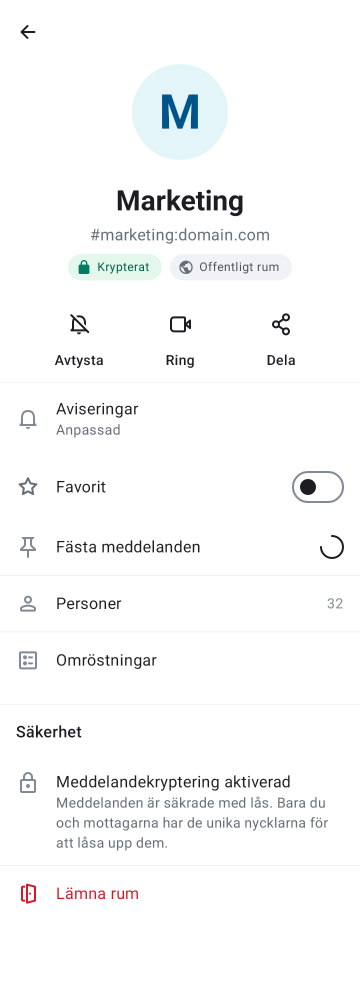 M
Marketing
#marketing:domain.com
Krypterat
Offentligt rum
Avtysta
Ring
Dela
Aviseringar
Anpassad
Favorit
Fästa meddelanden
Personer
32
Omröstningar
Säkerhet
Meddelandekryptering aktiverad
Meddelanden är säkrade med lås. Bara du
och mottagarna har de unika nycklarna för
att låsa upp dem.
Lämna rum